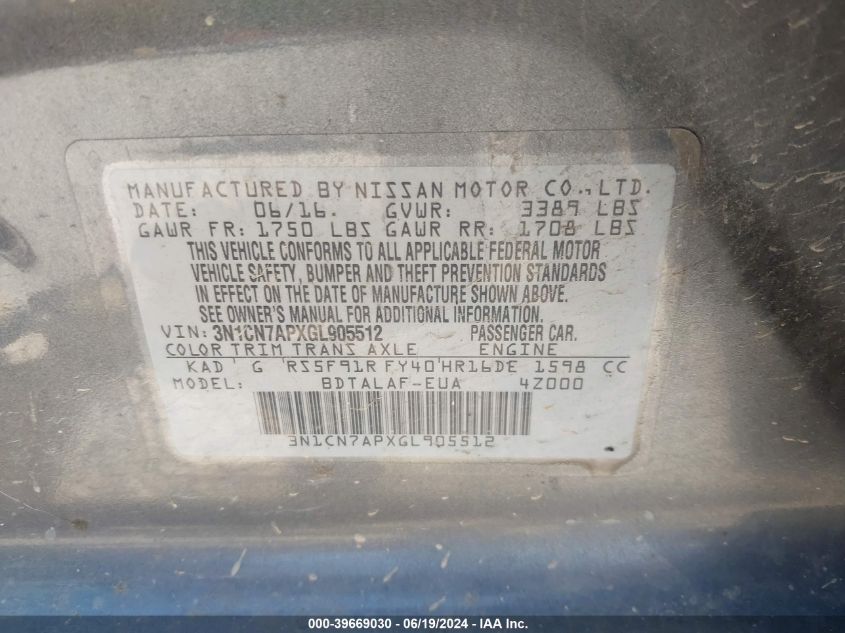 MANUFACTURED BY NISSAN MOTOR CO.,LTD.
DATE: 06/16. GVWR: 3389 LBS
GAWR FR: 1750 LBS GAWR RR: 1708 LBS
THIS VEHICLE CONFORMS TO ALL APPLICABLE FEDERAL MOTOR
VEHICLE SAFETY, BUMPER AND THEFT PREVENTION STANDARDS
IN EFFECT ON THE DATE OF MANUFACTURE SHOWN ABOVE.
SEE OWNER'S MANUAL FOR ADDITIONAL INFORMATION.
VIN: 3N1CN7APXGL905512 PASSENGER CAR.
COLOR TRIM TRANS AXLE ENGINE
KAD G RS5F91R FY40 HR16DE 1598 CC
MODEL: BDTALAF-EUA 4Z000
3N1CN7APXGL905512
000-39669030 - 06/19/2024 - IAA Inc.